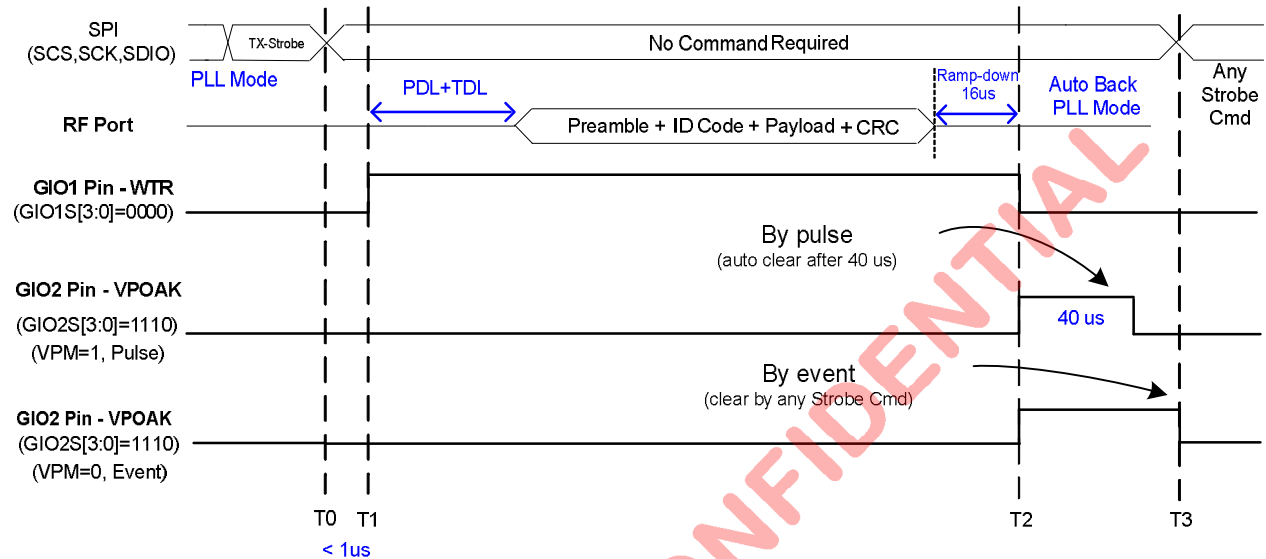 SPI
(SCS,SCK,SDIO)
TX-Strobe
No Command Required
Any
Strobe
Cmd
PLL Mode
PDL+TDL
Ramp-down
16us
Auto Back
PLL Mode
RF Port
Preamble + ID Code + Payload + CRC
GIO1 Pin - WTR
(GIO1S[3:0]=0000)
By pulse
(auto clear after 40 us)
GIO2 Pin - VPOAK
(GIO2S[3:0]=1110)
(VPM=1, Pulse)
40 us
By event
(clear by any Strobe Cmd)
GIO2 Pin - VPOAK
(GIO2S[3:0]=1110)
(VPM=0, Event)
T0 T1 T2 T3
< 1us
ONFIDENTIAL